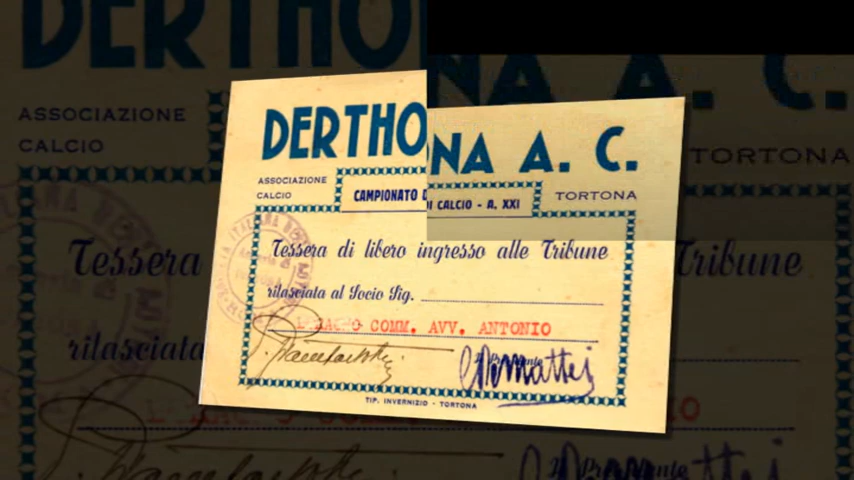 DERTHONA A. C.
ASSOCIAZIONE
CALCIO
CAMPIONATO DI CALCIO - A. XXI
TORTONA
Tessera di libero ingresso alle Tribune
rilasciata al Socio Sig.
COMM. AVV. ANTONIO
TIP. INVERNIZIO - TORTONA